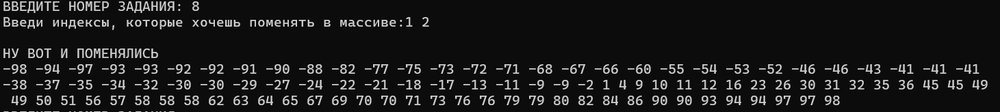 ВВЕДИТЕ НОМЕР ЗАДАНИЯ: 8
Введи индексы, которые хочешь поменять в массиве:1 2
НУ ВОТ И ПОМЕНЯЛИСЬ
-98 -94 -97 -93 -93 -92 -92 -91 -90 -88 -82 -77 -75 -73 -72 -71 -68 -67 -66 -60 -55 -54 -53 -52 -46 -46 -43 -41 -41 -41
-38 -37 -35 -34 -32 -30 -30 -29 -27 -24 -22 -21 -18 -17 -13 -11 -9 -9 -2 1 4 9 10 11 12 16 23 26 30 31 32 35 36 45 45 49
49 50 51 56 57 58 58 58 62 63 64 65 67 69 70 70 71 73 76 76 79 79 80 82 84 86 90 90 93 94 94 97 97 98